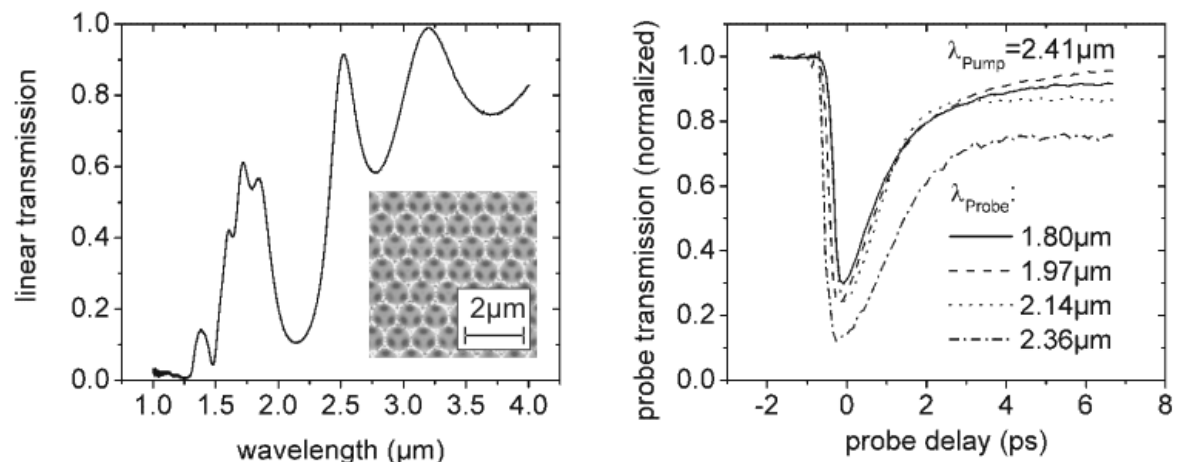 linear transmission
1.0
0.8
0.6
0.4
0.2
0.0
2µm
1.0 1.5 2.0 2.5 3.0 3.5 4.0
wavelength (µm)
probe transmission (normalized)
1.0
0.8
0.6
0.4
0.2
0.0
λPump=2.41µm
λProbe:
1.80µm
1.97µm
2.14µm
2.36µm
-2 0 2 4 6 8
probe delay (ps)